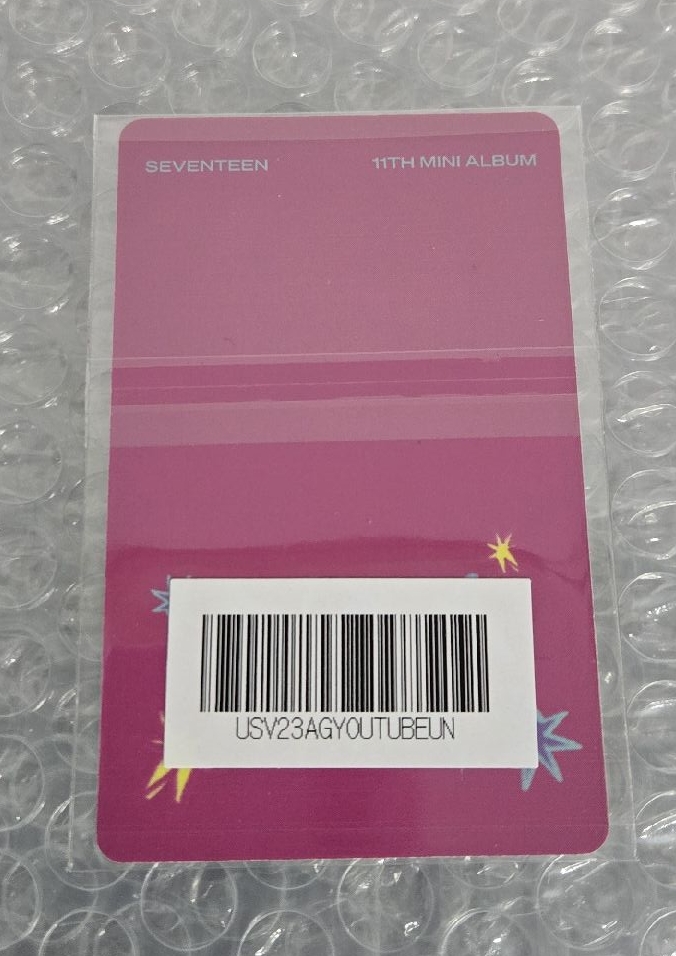 SEVENTEEN 11TH MINI ALBUM
USV23AGYOUTUBEUN